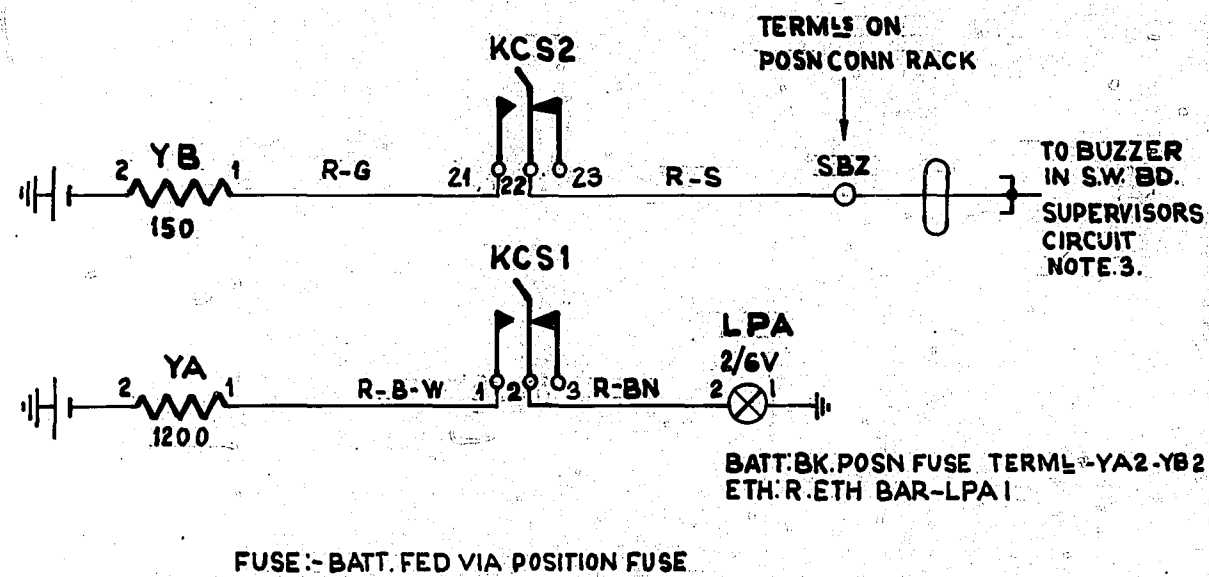 TERMLS ON
POSN CONN RACK
KCS2
2 YB 1
150
R-G
21 22 23
R-S
SBZ
TO BUZZER
IN S.W. BD.
SUPERVISORS
CIRCUIT
NOTE.3.
KCS1
2 YA 1
1200
R-B-W
1 2 3
R-BN
LPA
2/6V
2 1
BATT:BK.POSN FUSE TERML-YA2-YB2
ETH:R.ETH BAR-LPA1
FUSE:-BATT. FED VIA POSITION FUSE